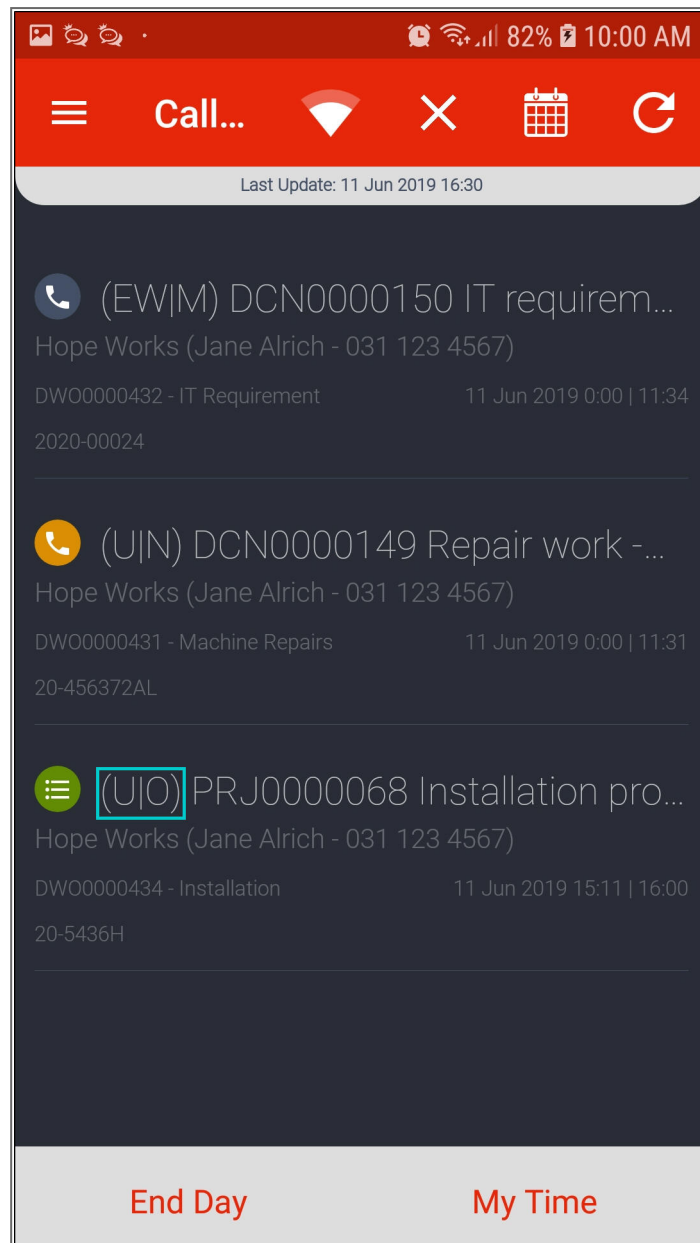 82% 10:00 AM
Call...
Last Update: 11 Jun 2019 16:30
(EW|M) DCN0000150 IT requirem...
Hope Works (Jane Alrich - 031 123 4567)
DWO0000432 - IT Requirement 11 Jun 2019 0:00 | 11:34
2020-00024
(U|N) DCN0000149 Repair work -...
Hope Works (Jane Alrich - 031 123 4567)
DWO0000431 - Machine Repairs 11 Jun 2019 0:00 | 11:31
20-456372AL
(U|O) PRJ0000068 Installation pro...
Hope Works (Jane Alrich - 031 123 4567)
DWO0000434 - Installation 11 Jun 2019 15:11 | 16:00
20-5436H
End Day My Time